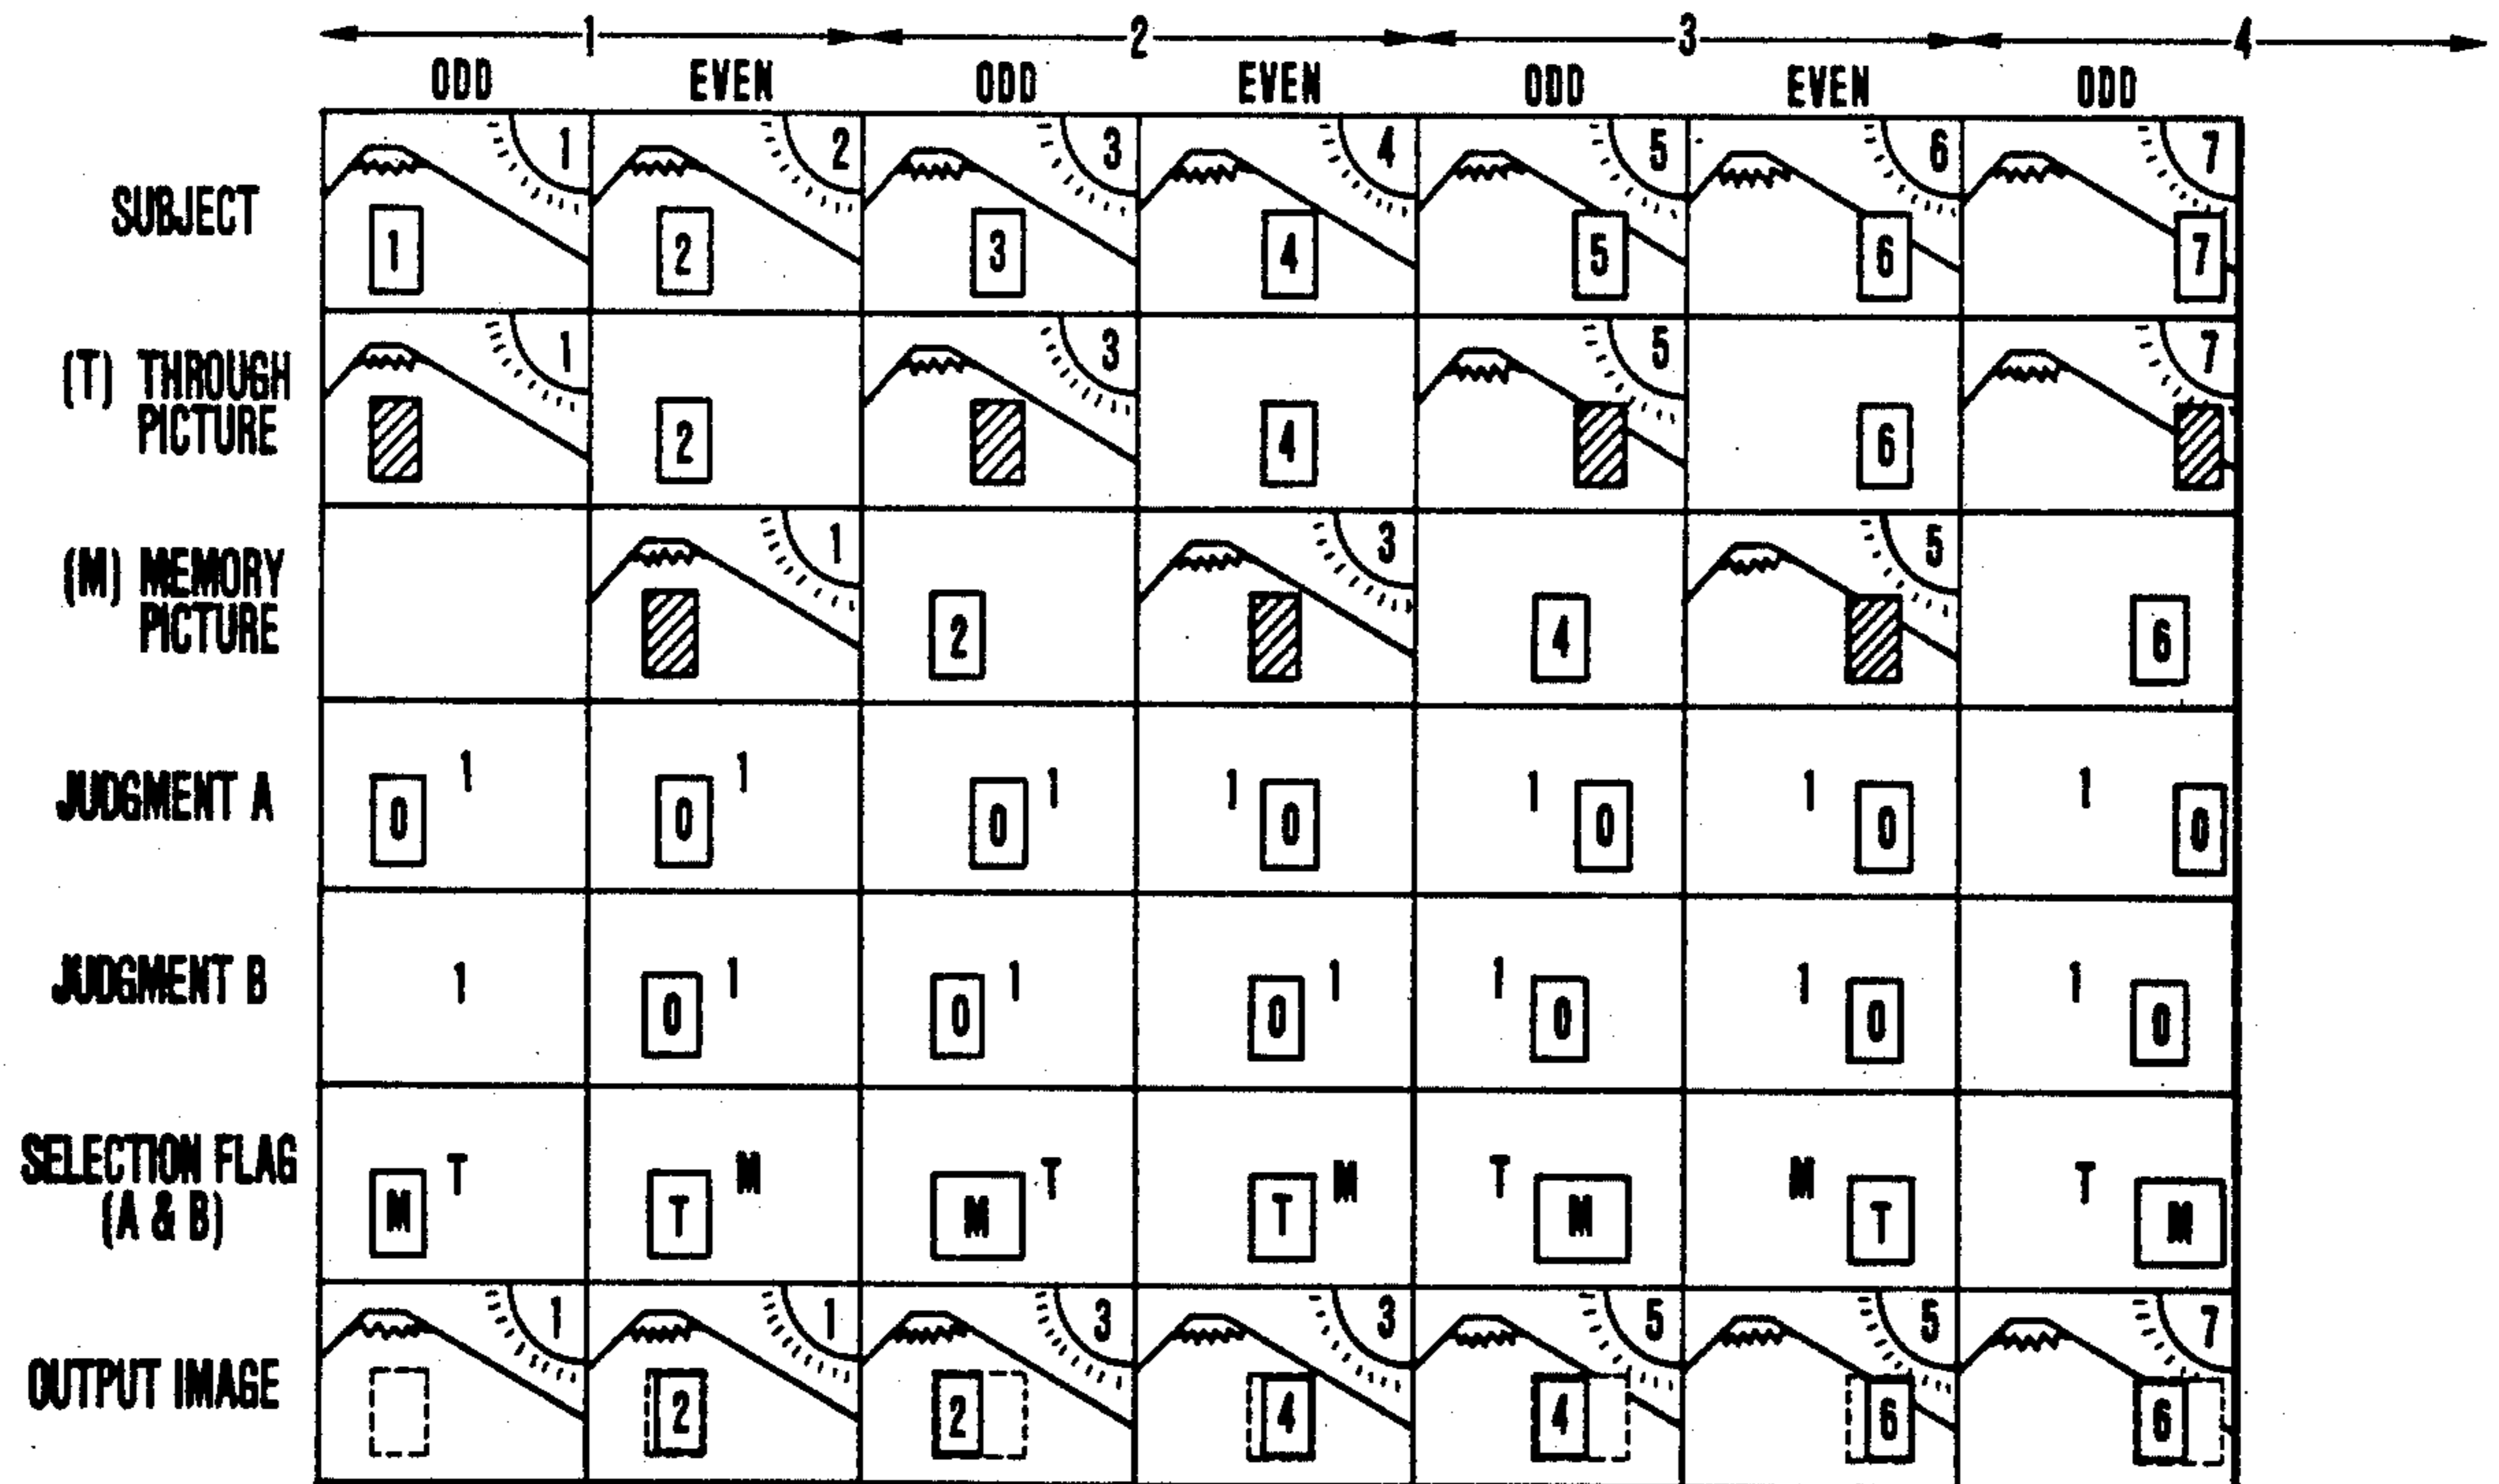 1 2 3 4
ODD EVEN ODD EVEN ODD EVEN ODD
SUBJECT
1 2 3 4 5 6 7
1 2 3 4 5 6 7
(T) THROUGH
PICTURE
1 3 5 7
2 4 6
(M) MEMORY
PICTURE
1 3 5
2 4 6
JUDGMENT A
0 1 0 1 0 1 1 0 1 0 1 0 1 0
JUDGMENT B
1 0 1 0 1 0 1 1 0 1 0 1 0
SELECTION FLAG
(A & B)
M T T M M T T M T M M T T M
OUTPUT IMAGE
1 1 3 3 5 5 7
2 2 4 4 6 6